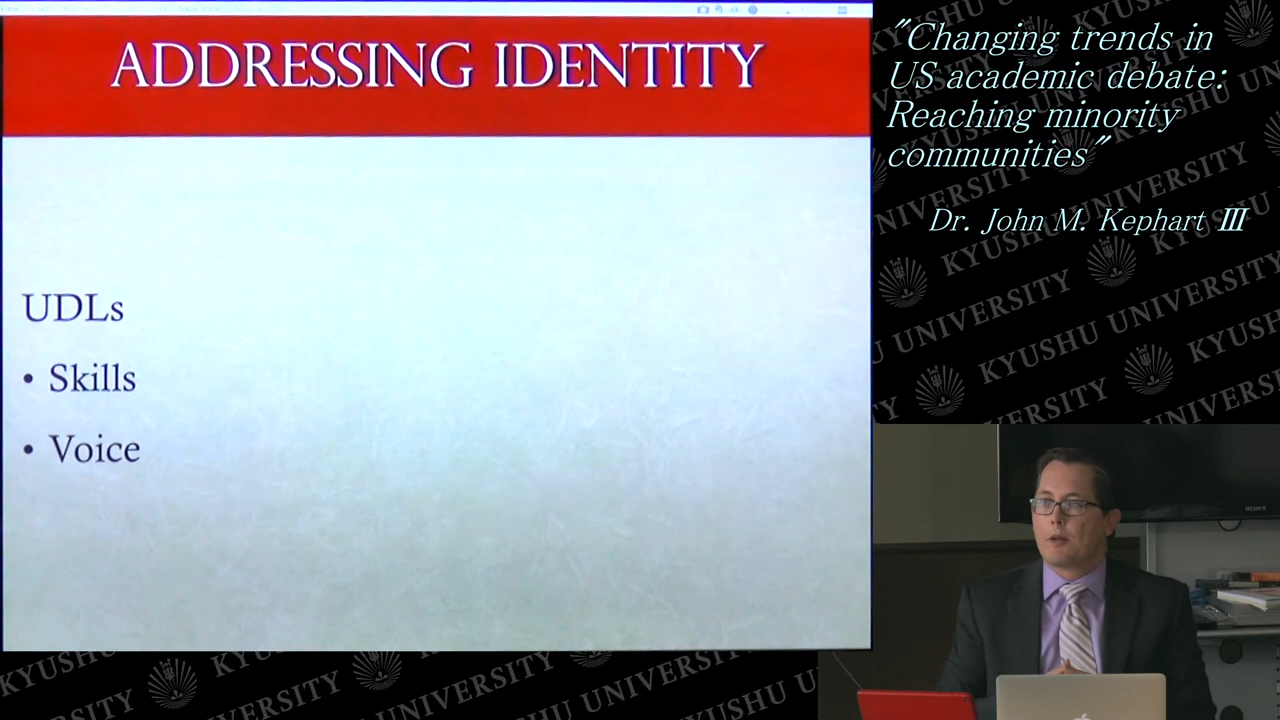 ADDRESSING IDENTITY
UDLs
• Skills
• Voice
"Changing trends in
US academic debate:
Reaching minority
communities"
Dr. John M. Kephart III
KYUSHU UNIVERSITY
SONY